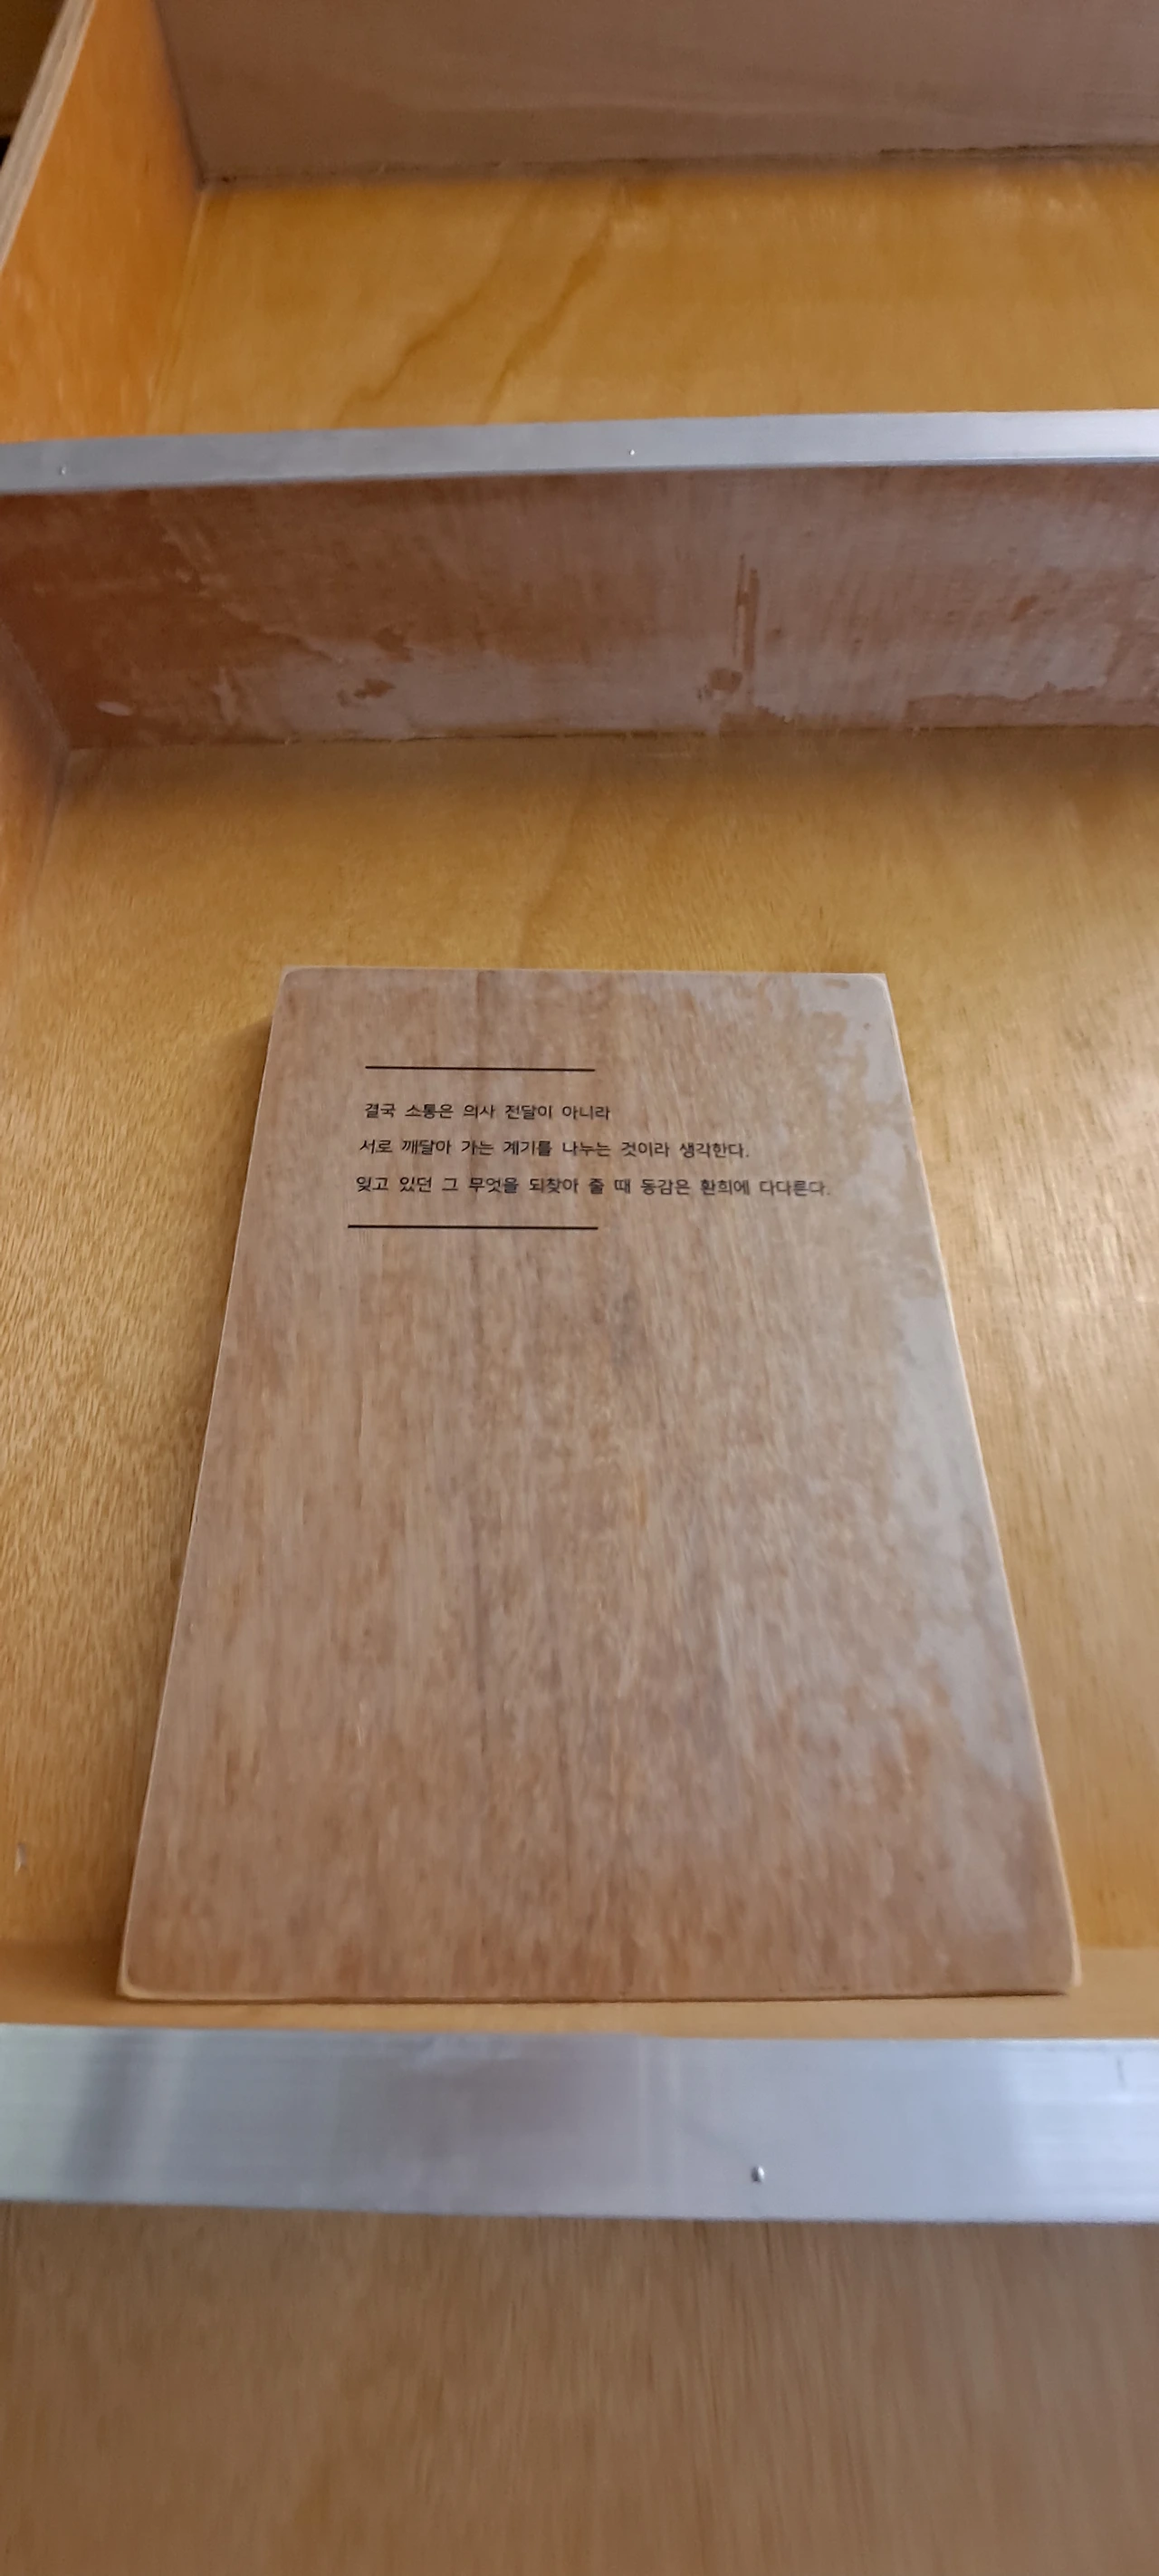 결국 소통은 의사 전달이 아니라
서로 깨달아 가는 계기를 나누는 것이라 생각한다.
잊고 있던 그 무엇을 되찾아 줄 때 동감은 환희에 다다른다.